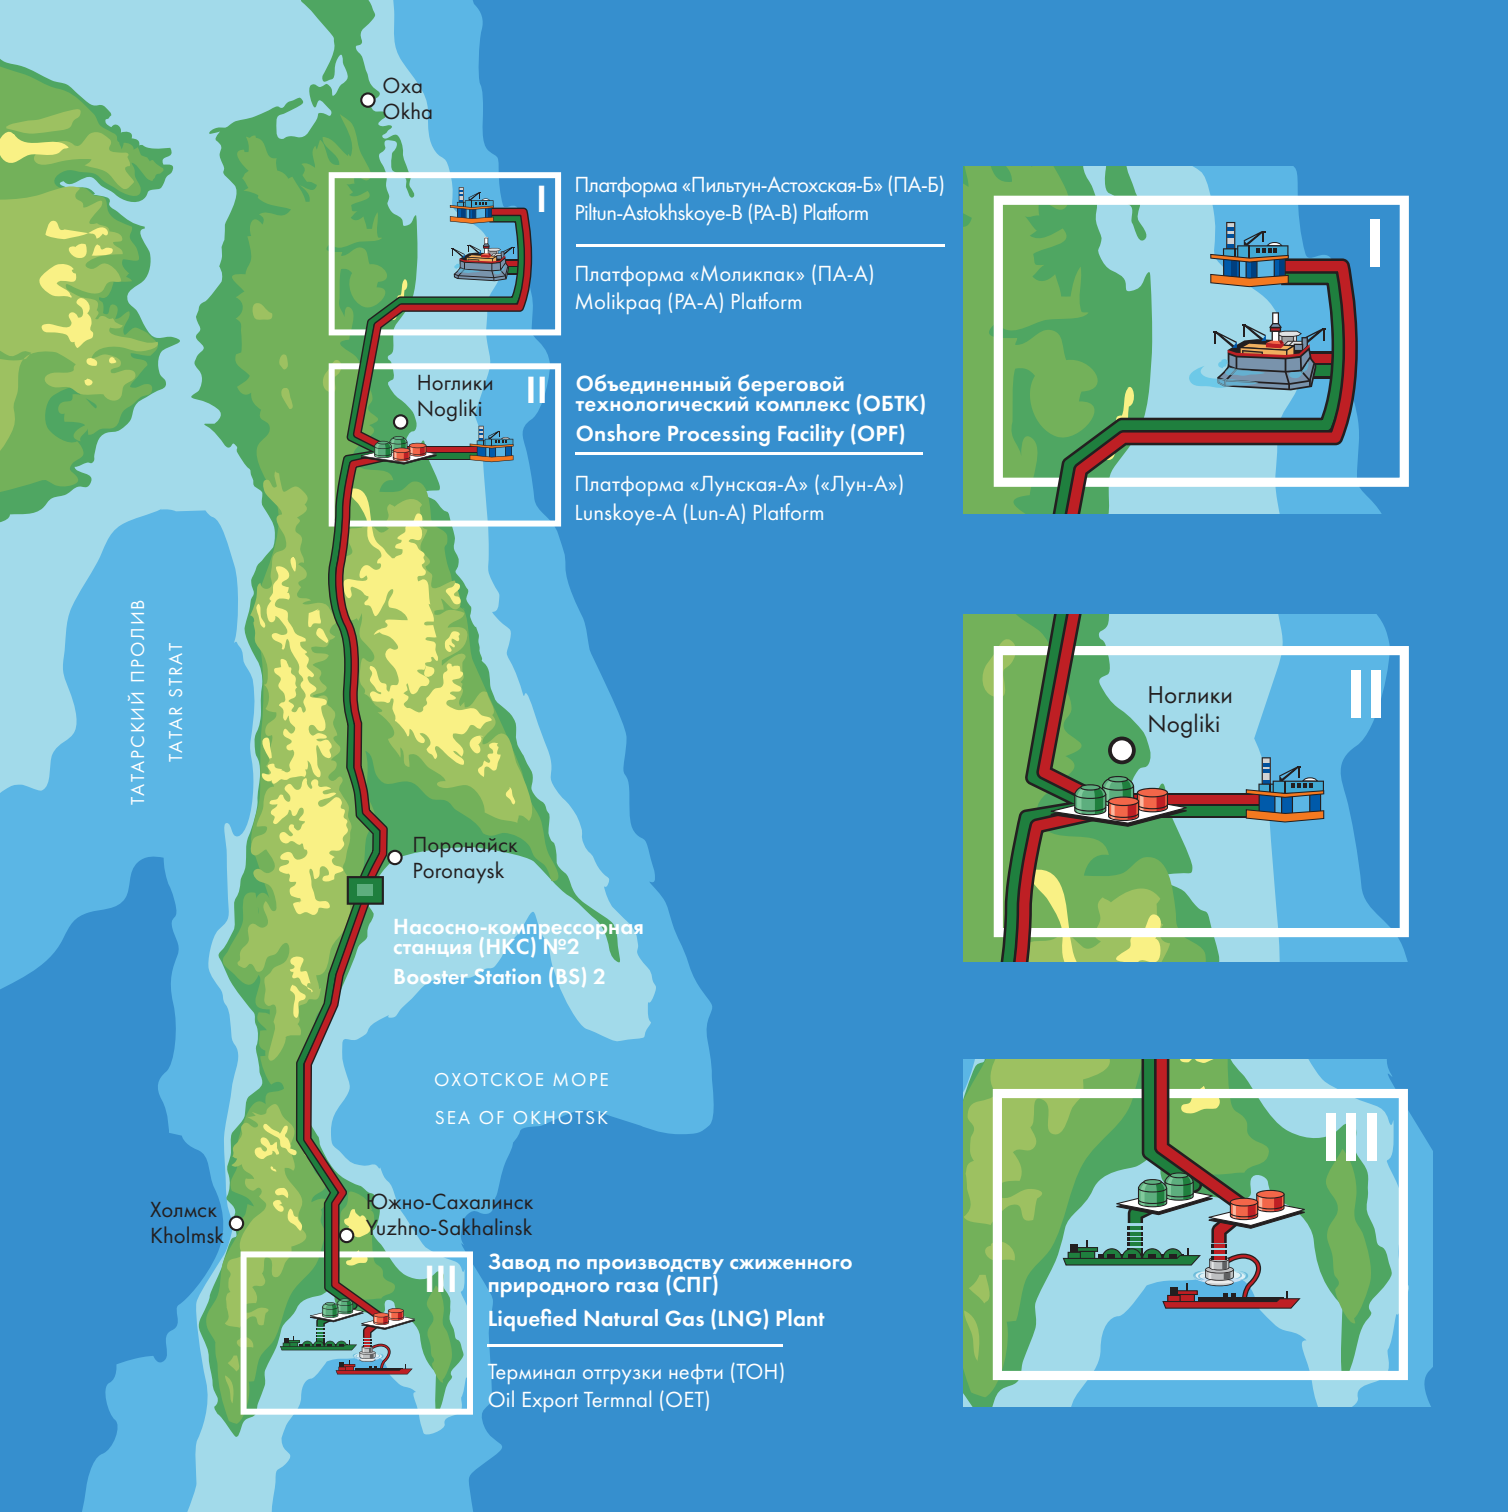 Оха
Okha
I
Платформа «Пильтун-Астохская-Б» (ПА-Б)
Piltun-Astokhskoye-B (PA-B) Platform
Платформа «Моликпак» (ПА-А)
Molikpaq (PA-A) Platform
I
Ноглики
Nogliki
II
Объединенный береговой
технологический комплекс (ОБТК)
Onshore Processing Facility (OPF)
Платформа «Лунская-А» («Лун-А»)
Lunskoye-A (Lun-A) Platform
ТАТАРСКИЙ ПРОЛИВ
TATAR STRAT
Ноглики
Nogliki
II
Поронайск
Poronaysk
Насосно-компрессорная
станция (НКС) №2
Booster Station (BS) 2
ОХОТСКОЕ МОРЕ
SEA OF OKHOTSK
Холмск
Kholmsk
Южно-Сахалинск
Yuzhno-Sakhalinsk
III
Завод по производству сжиженного
природного газа (СПГ)
Liquefied Natural Gas (LNG) Plant
Терминал отгрузки нефти (ТОН)
Oil Export Termnal (OET)
III